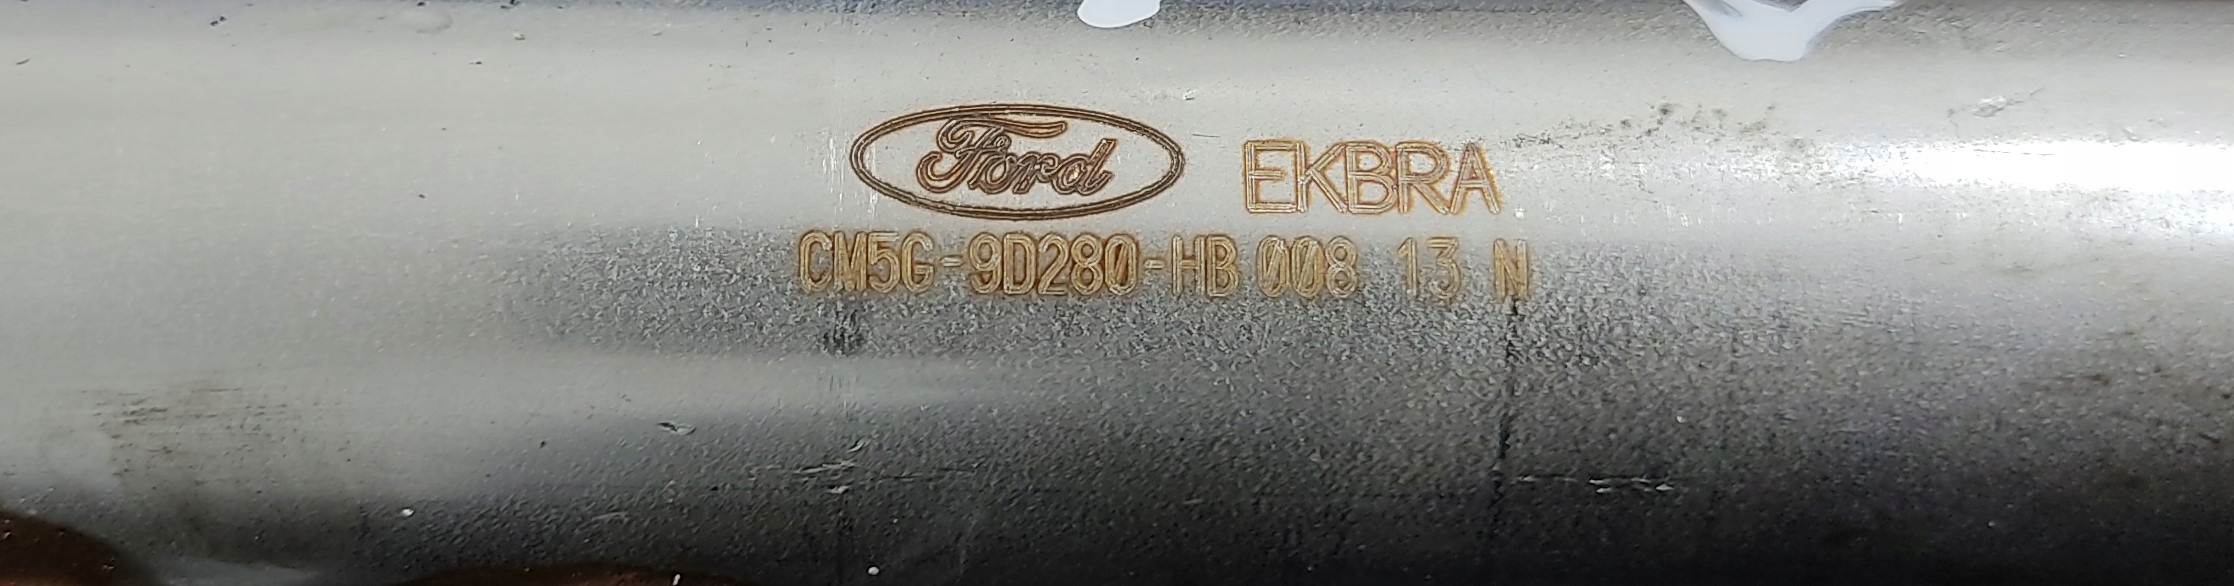 Ford EKBRA
CM5G-9D280-HB 008 13 N